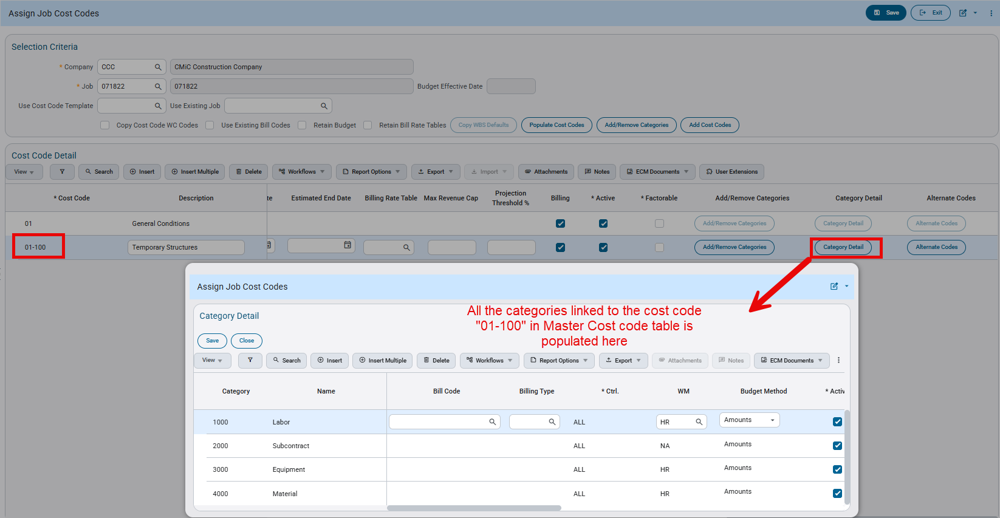 Assign Job Cost Codes
Save
Exit
Selection Criteria
* Company CCC CMiC Construction Company
* Job 071822 071822 Budget Effective Date
Use Cost Code Template Use Existing Job
Copy Cost Code WC Codes Use Existing Bill Codes Retain Budget Retain Bill Rate Tables Copy WBS Defaults Populate Cost Codes Add/Remove Categories Add Cost Codes
Cost Code Detail
View Search Insert Insert Multiple Delete Workflows Report Options Export Import Attachments Notes ECM Documents User Extensions
* Cost Code Description te Estimated End Date Billing Rate Table Max Revenue Cap Projection Threshold % Billing * Active * Factorable Add/Remove Categories Category Detail Alternate Codes
01 General Conditions Add/Remove Categories Category Detail Alternate Codes
01-100 Temporary Structures Add/Remove Categories Category Detail Alternate Codes
Assign Job Cost Codes
All the categories linked to the cost code
"01-100" in Master Cost code table is
populated here
Category Detail
Save Close
View Search Insert Insert Multiple Delete Workflows Report Options Export Attachments Notes ECM Documents
Category Name Bill Code Billing Type * Ctrl. WM Budget Method * Activ
1000 Labor ALL HR Amounts
2000 Subcontract ALL NA Amounts
3000 Equipment ALL HR Amounts
4000 Material ALL HR Amounts